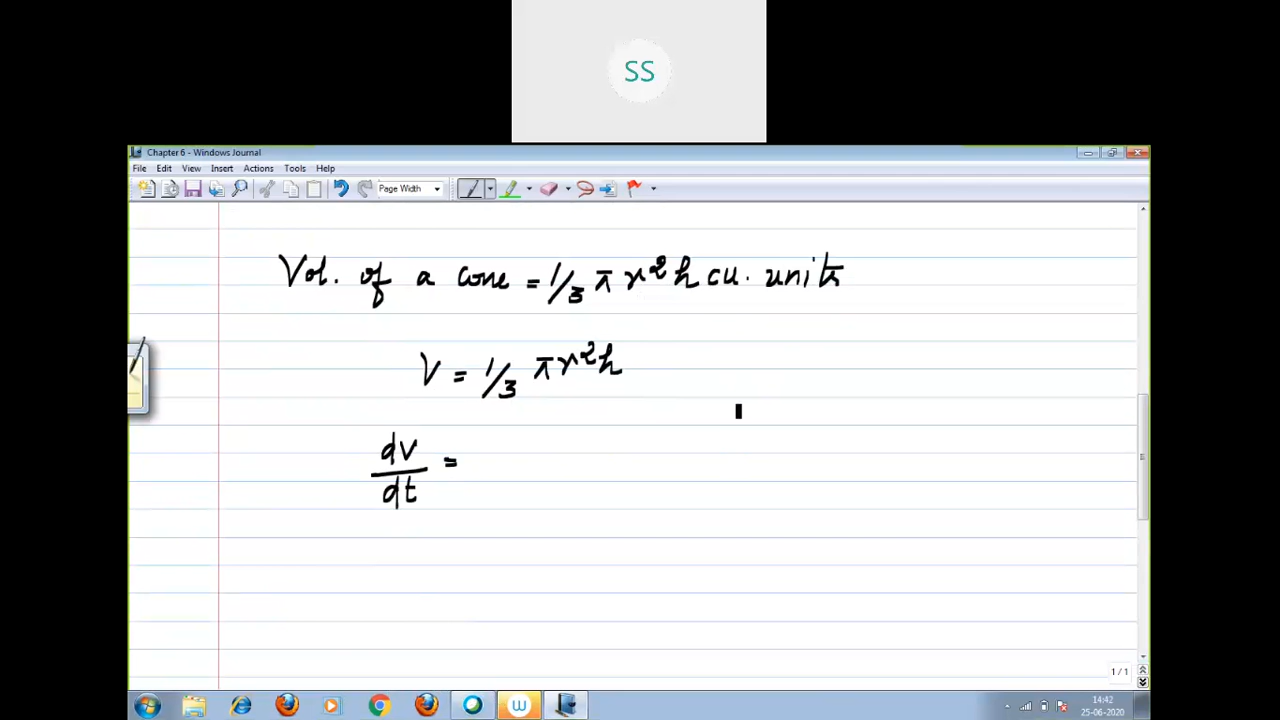 SS
Chapter 6 - Windows Journal
File Edit View Insert Actions Tools Help
Page Width
Vol. of a cone = 1/3 π r² h cu. units
V = 1/3 π r² h
dV/dt =
1 / 1
14:42
25-06-2020